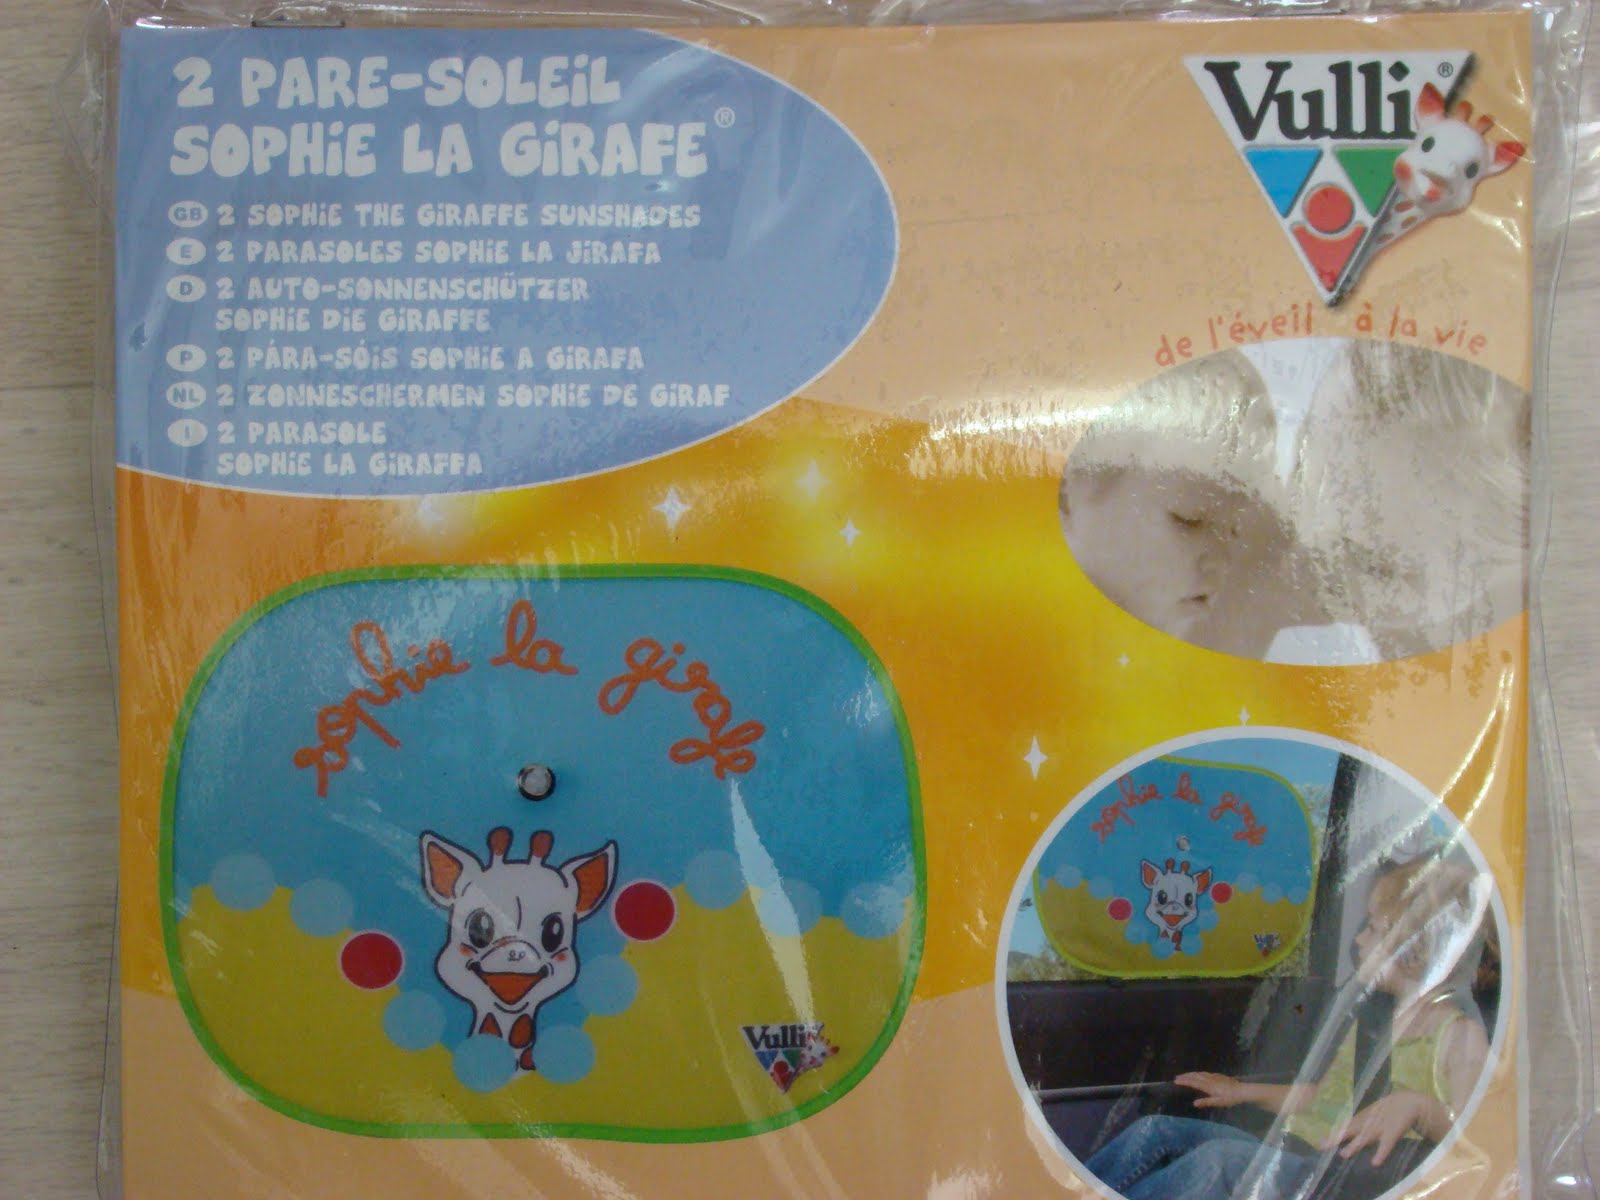 2 PARE-SOLEIL
SOPHIE LA GIRAFE®
GB 2 SOPHIE THE GIRAFFE SUNSHADES
E 2 PARASOLES SOPHIE LA JIRAFA
D 2 AUTO-SONNENSCHÜTZER
SOPHIE DIE GIRAFFE
P 2 PÁRA-SÓIS SOPHIE A GIRAFA
NL 2 ZONNESCHERMEN SOPHIE DE GIRAF
I 2 PARASOLE
SOPHIE LA GIRAFFA
Vulli®
de l'éveil à la vie
sophie la girafe
Vulli
sophie la girafe
Vulli